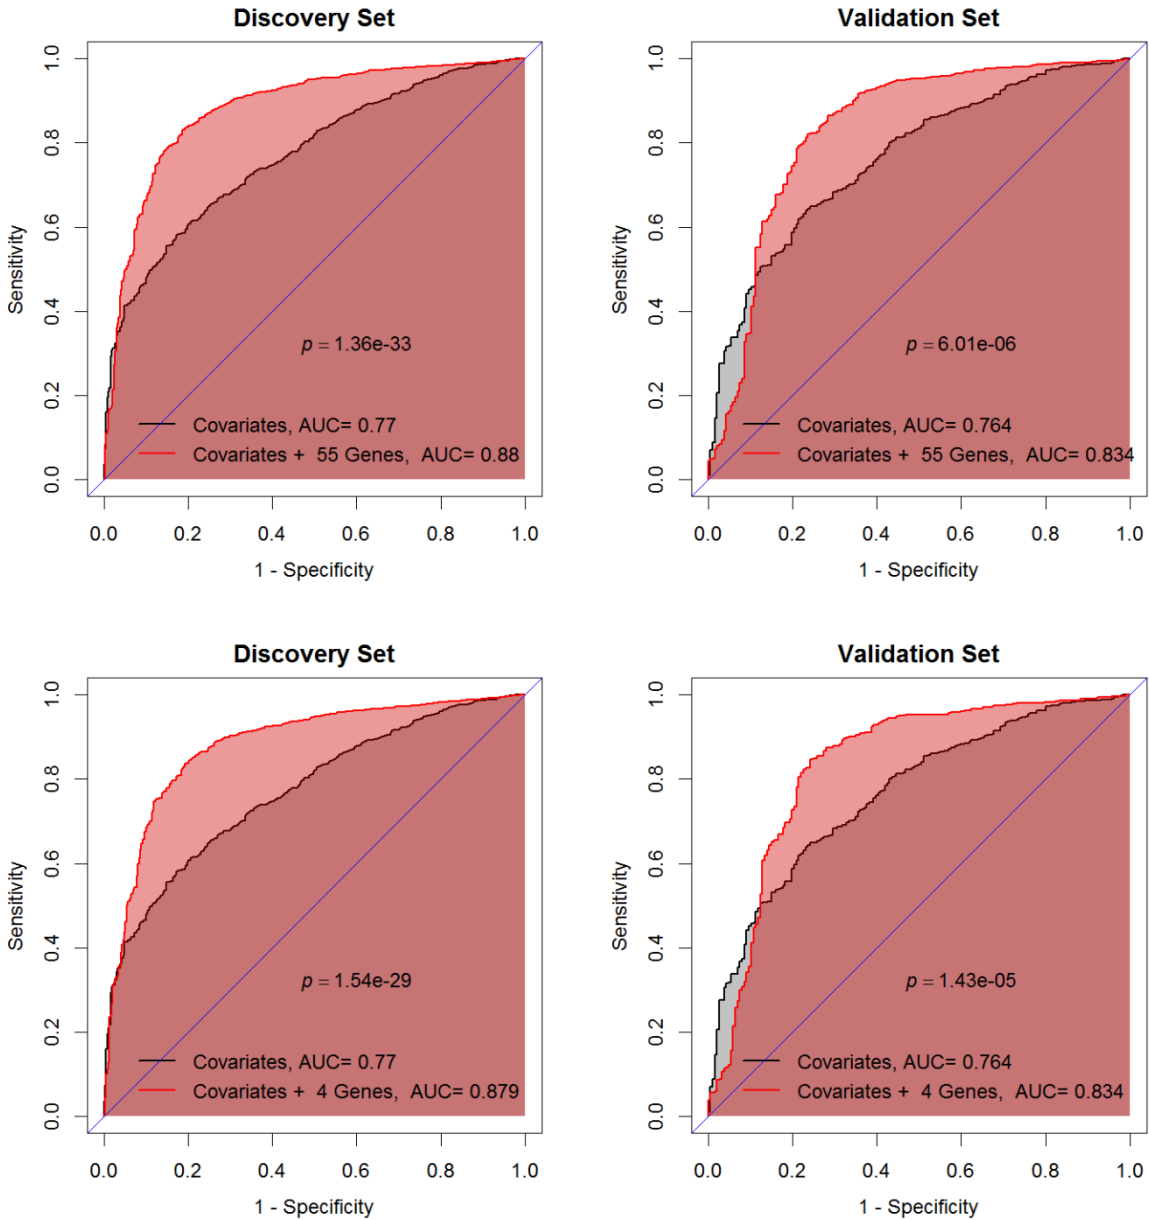 Discovery Set
Sensitivity
0.0 0.2 0.4 0.6 0.8 1.0
p = 1.36e-33
Covariates, AUC= 0.77
Covariates + 55 Genes, AUC= 0.88
0.0 0.2 0.4 0.6 0.8 1.0
1 - Specificity
Validation Set
Sensitivity
0.0 0.2 0.4 0.6 0.8 1.0
p = 6.01e-06
Covariates, AUC= 0.764
Covariates + 55 Genes, AUC= 0.834
0.0 0.2 0.4 0.6 0.8 1.0
1 - Specificity
Discovery Set
Sensitivity
0.0 0.2 0.4 0.6 0.8 1.0
p = 1.54e-29
Covariates, AUC= 0.77
Covariates + 4 Genes, AUC= 0.879
0.0 0.2 0.4 0.6 0.8 1.0
1 - Specificity
Validation Set
Sensitivity
0.0 0.2 0.4 0.6 0.8 1.0
p = 1.43e-05
Covariates, AUC= 0.764
Covariates + 4 Genes, AUC= 0.834
0.0 0.2 0.4 0.6 0.8 1.0
1 - Specificity